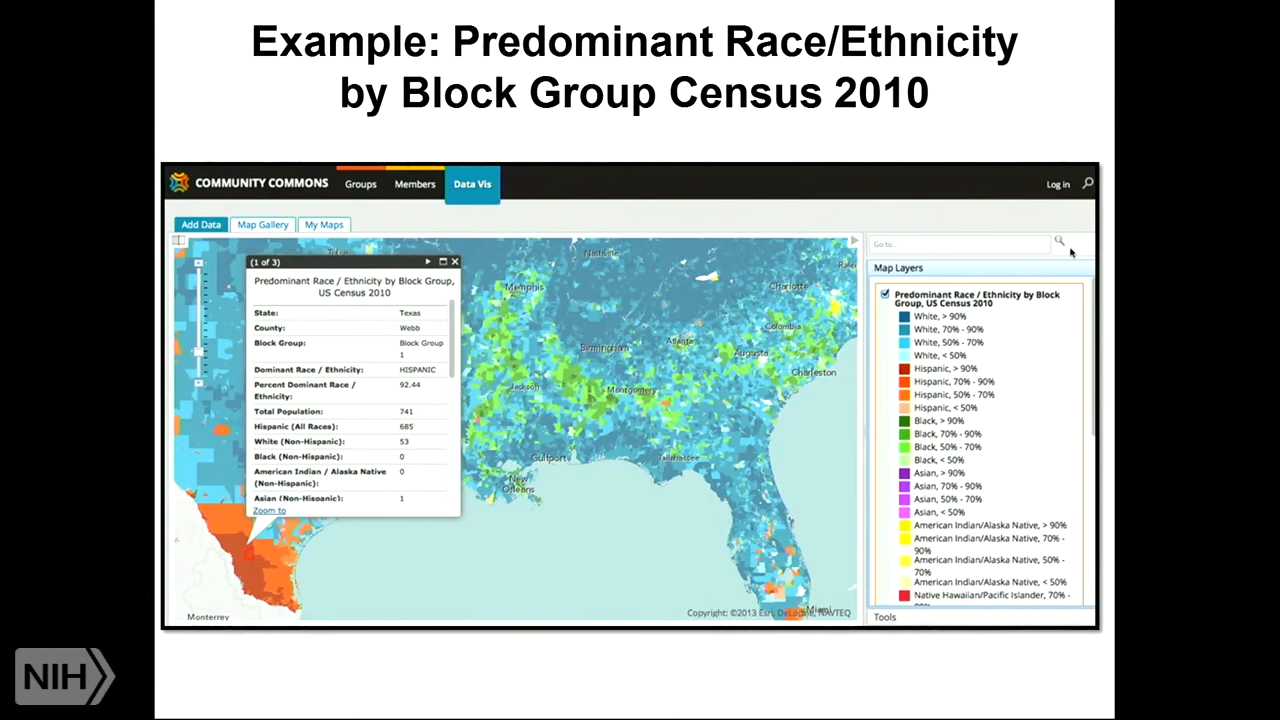 Example: Predominant Race/Ethnicity
by Block Group Census 2010
COMMUNITY COMMONS
Groups
Members
Data Vis
Log in
Add Data
Map Gallery
My Maps
Go to...
Map Layers
(1 of 3)
Predominant Race / Ethnicity by Block Group,
US Census 2010
State: Texas
County: Webb
Block Group: Block Group
1
Dominant Race / Ethnicity: HISPANIC
Percent Dominant Race / 92.44
Ethnicity:
Total Population: 741
Hispanic (All Races): 685
White (Non-Hispanic): 53
Black (Non-Hispanic): 0
American Indian / Alaska Native 0
(Non-Hispanic):
Asian (Non-Hispanic): 1
Zoom to
Nashville
Memphis
Charlotte
Columbia
Birmingham
Atlanta
Augusta
Charleston
Jackson
Montgomery
Gulfport
Tallahassee
New
Orleans
Miami
Monterrey
Copyright: ©2013 Esri, DeLorme, NAVTEQ
Predominant Race / Ethnicity by Block
Group, US Census 2010
White, > 90%
White, 70% - 90%
White, 50% - 70%
White, < 50%
Hispanic, > 90%
Hispanic, 70% - 90%
Hispanic, 50% - 70%
Hispanic, < 50%
Black, > 90%
Black, 70% - 90%
Black, 50% - 70%
Black, < 50%
Asian, > 90%
Asian, 70% - 90%
Asian, 50% - 70%
Asian, < 50%
American Indian/Alaska Native, > 90%
American Indian/Alaska Native, 70% -
90%
American Indian/Alaska Native, 50% -
70%
American Indian/Alaska Native, < 50%
Native Hawaiian/Pacific Islander, 70% -
90%
Tools
NIH